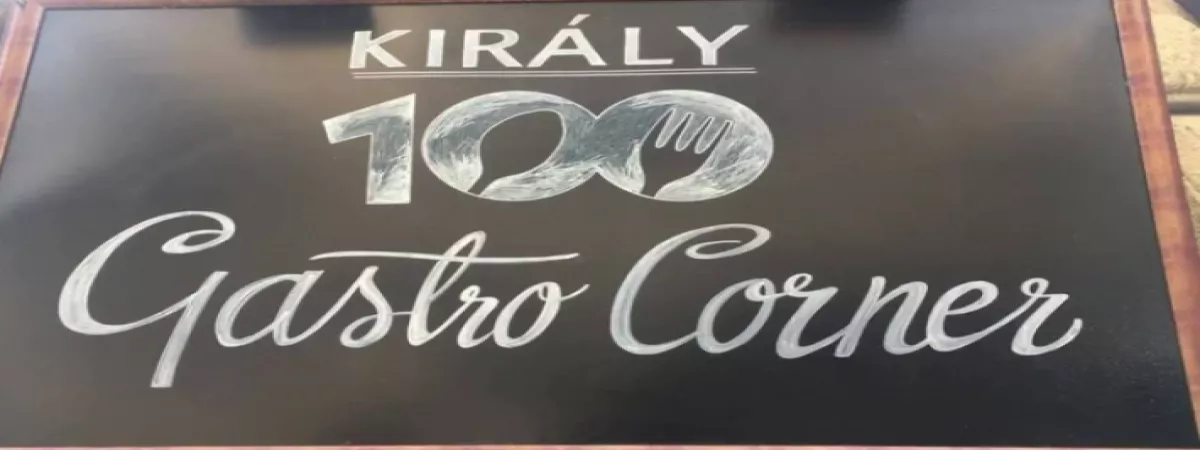 KIRÁLY
100
Gastro Corner